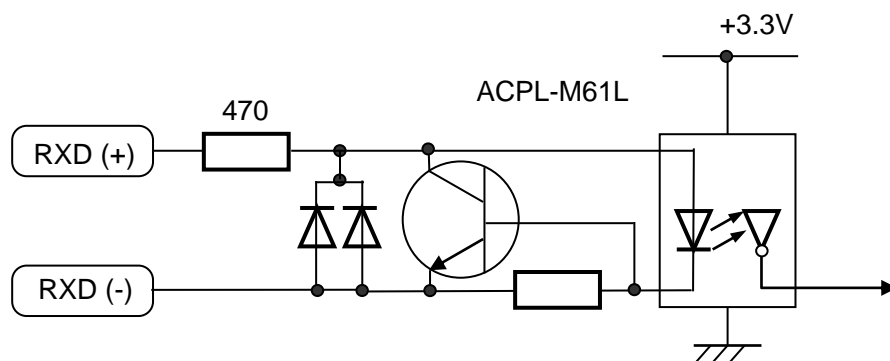 +3.3V
ACPL-M61L
470
RXD (+)
RXD (-)